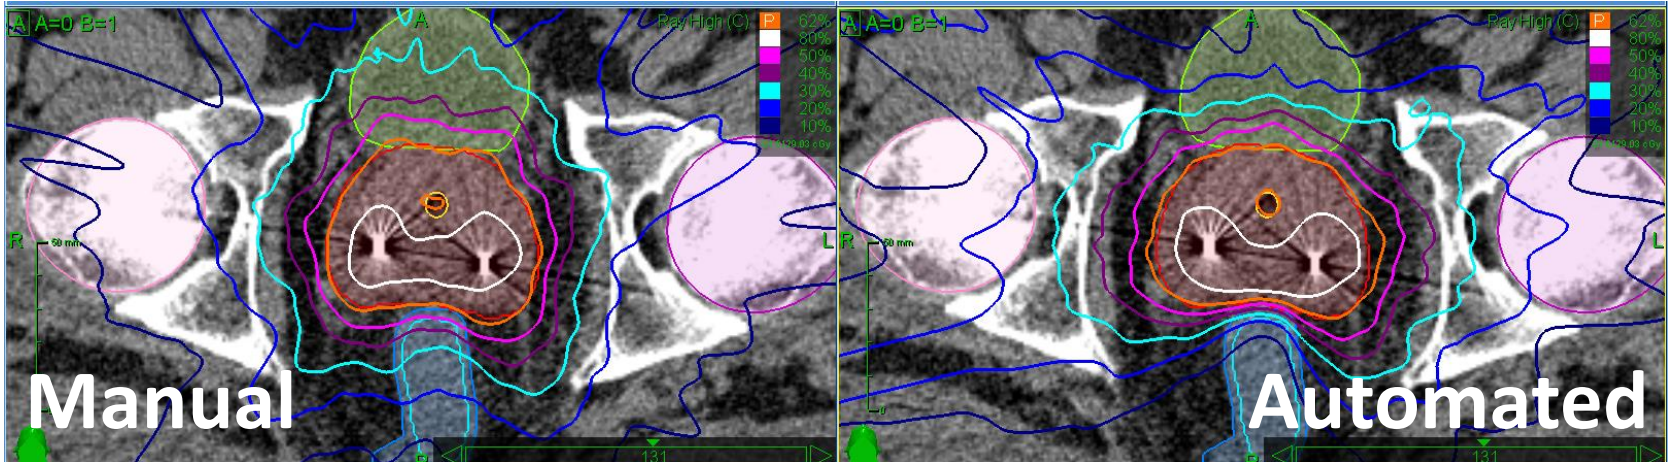 A A=0 B=1
A
Ray High (C)
P 62%
80%
50%
40%
30%
20%
10%
R
50 mm
L
Manual
131
A A=0 B=1
A
Ray High (C)
P 62%
80%
50%
40%
30%
20%
10%
R
50 mm
L
0
Automated
131